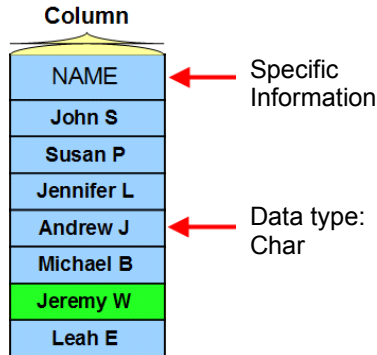 Column
NAME
Specific
Information
John S
Susan P
Jennifer L
Andrew J
Data type:
Char
Michael B
Jeremy W
Leah E